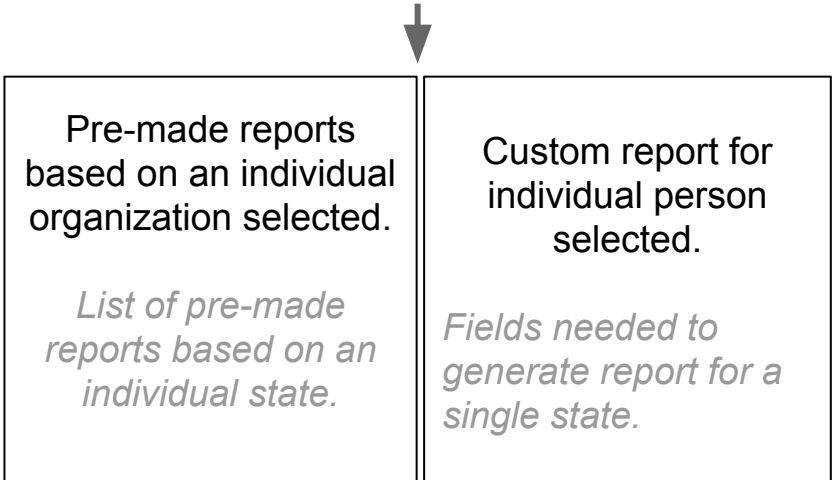 Pre-made reports
based on an individual
organization selected.
List of pre-made
reports based on an
individual state.
Custom report for
individual person
selected.
Fields needed to
generate report for a
single state.